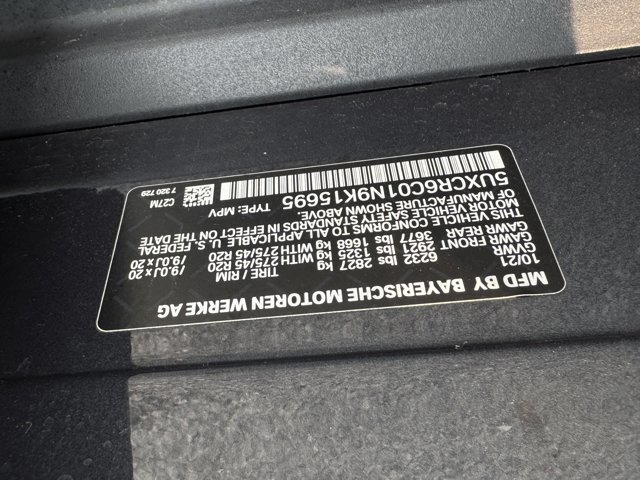 MFD BY BAYERISCHE MOTOREN WERKE AG
10/21 TIRE / RIM
GVWR 6232 lbs 2827 kg
GAWR FRONT 2921 lbs 1325 kg WITH 275/45 R20 / 9.0J x 20
GAWR REAR 3677 lbs 1668 kg WITH 275/45 R20 / 9.0J x 20
THIS VEHICLE CONFORMS TO ALL APPLICABLE U. S. FEDERAL
MOTOR VEHICLE SAFETY STANDARDS IN EFFECT ON THE DATE
OF MANUFACTURE SHOWN ABOVE.
5UXCR6C01N9K15695 TYPE: MPV
C27M
7 320 729